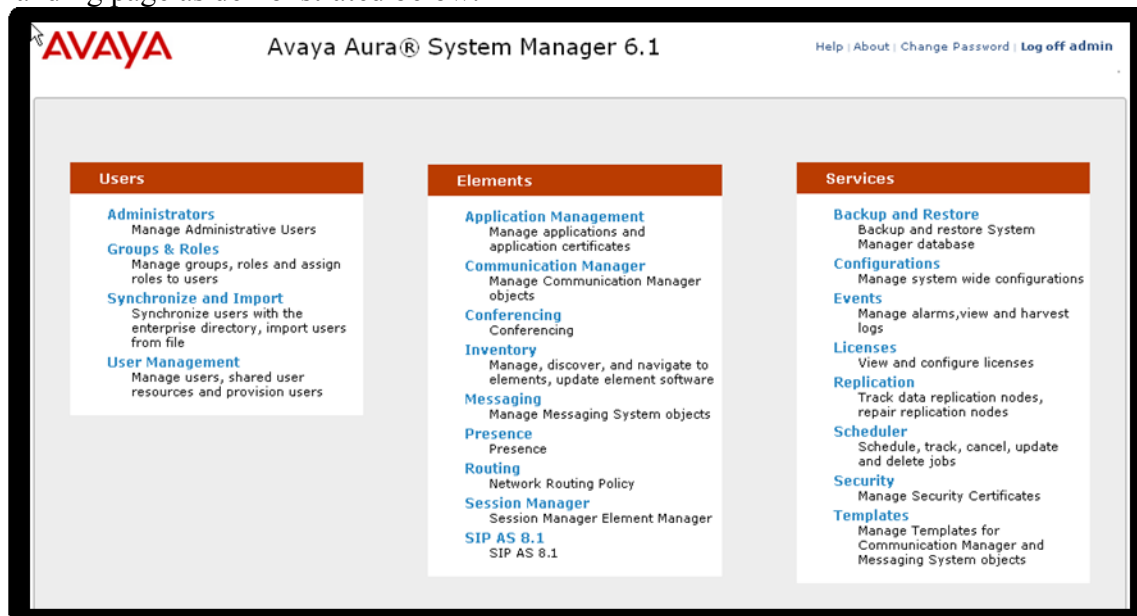 landing page as demonstrated below.
AVAYA
Avaya Aura® System Manager 6.1
Help | About | Change Password | Log off admin
Users
Administrators
Manage Administrative Users
Groups & Roles
Manage groups, roles and assign
roles to users
Synchronize and Import
Synchronize users with the
enterprise directory, import users
from file
User Management
Manage users, shared user
resources and provision users
Elements
Application Management
Manage applications and
application certificates
Communication Manager
Manage Communication Manager
objects
Conferencing
Conferencing
Inventory
Manage, discover, and navigate to
elements, update element software
Messaging
Manage Messaging System objects
Presence
Presence
Routing
Network Routing Policy
Session Manager
Session Manager Element Manager
SIP AS 8.1
SIP AS 8.1
Services
Backup and Restore
Backup and restore System
Manager database
Configurations
Manage system wide configurations
Events
Manage alarms,view and harvest
logs
Licenses
View and configure licenses
Replication
Track data replication nodes,
repair replication nodes
Scheduler
Schedule, track, cancel, update
and delete jobs
Security
Manage Security Certificates
Templates
Manage Templates for
Communication Manager and
Messaging System objects